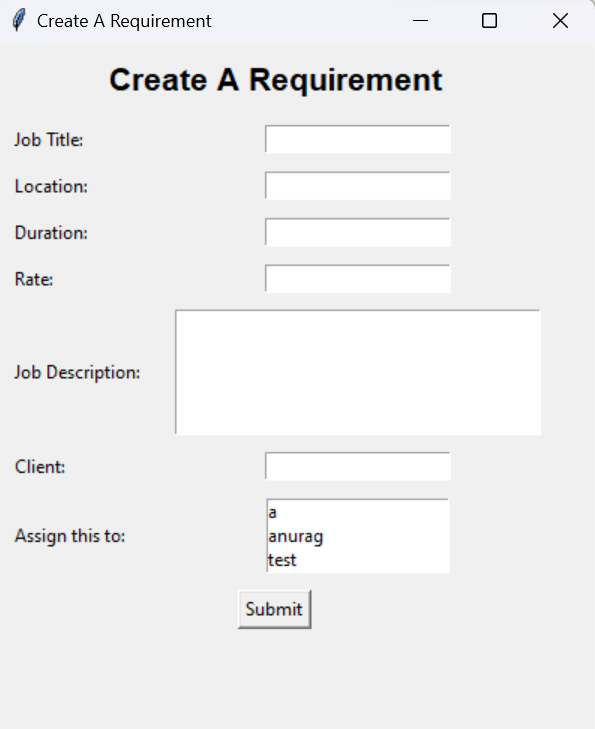 Create A Requirement
Create A Requirement
Job Title:
Location:
Duration:
Rate:
Job Description:
Client:
Assign this to:
a
anurag
test
Submit